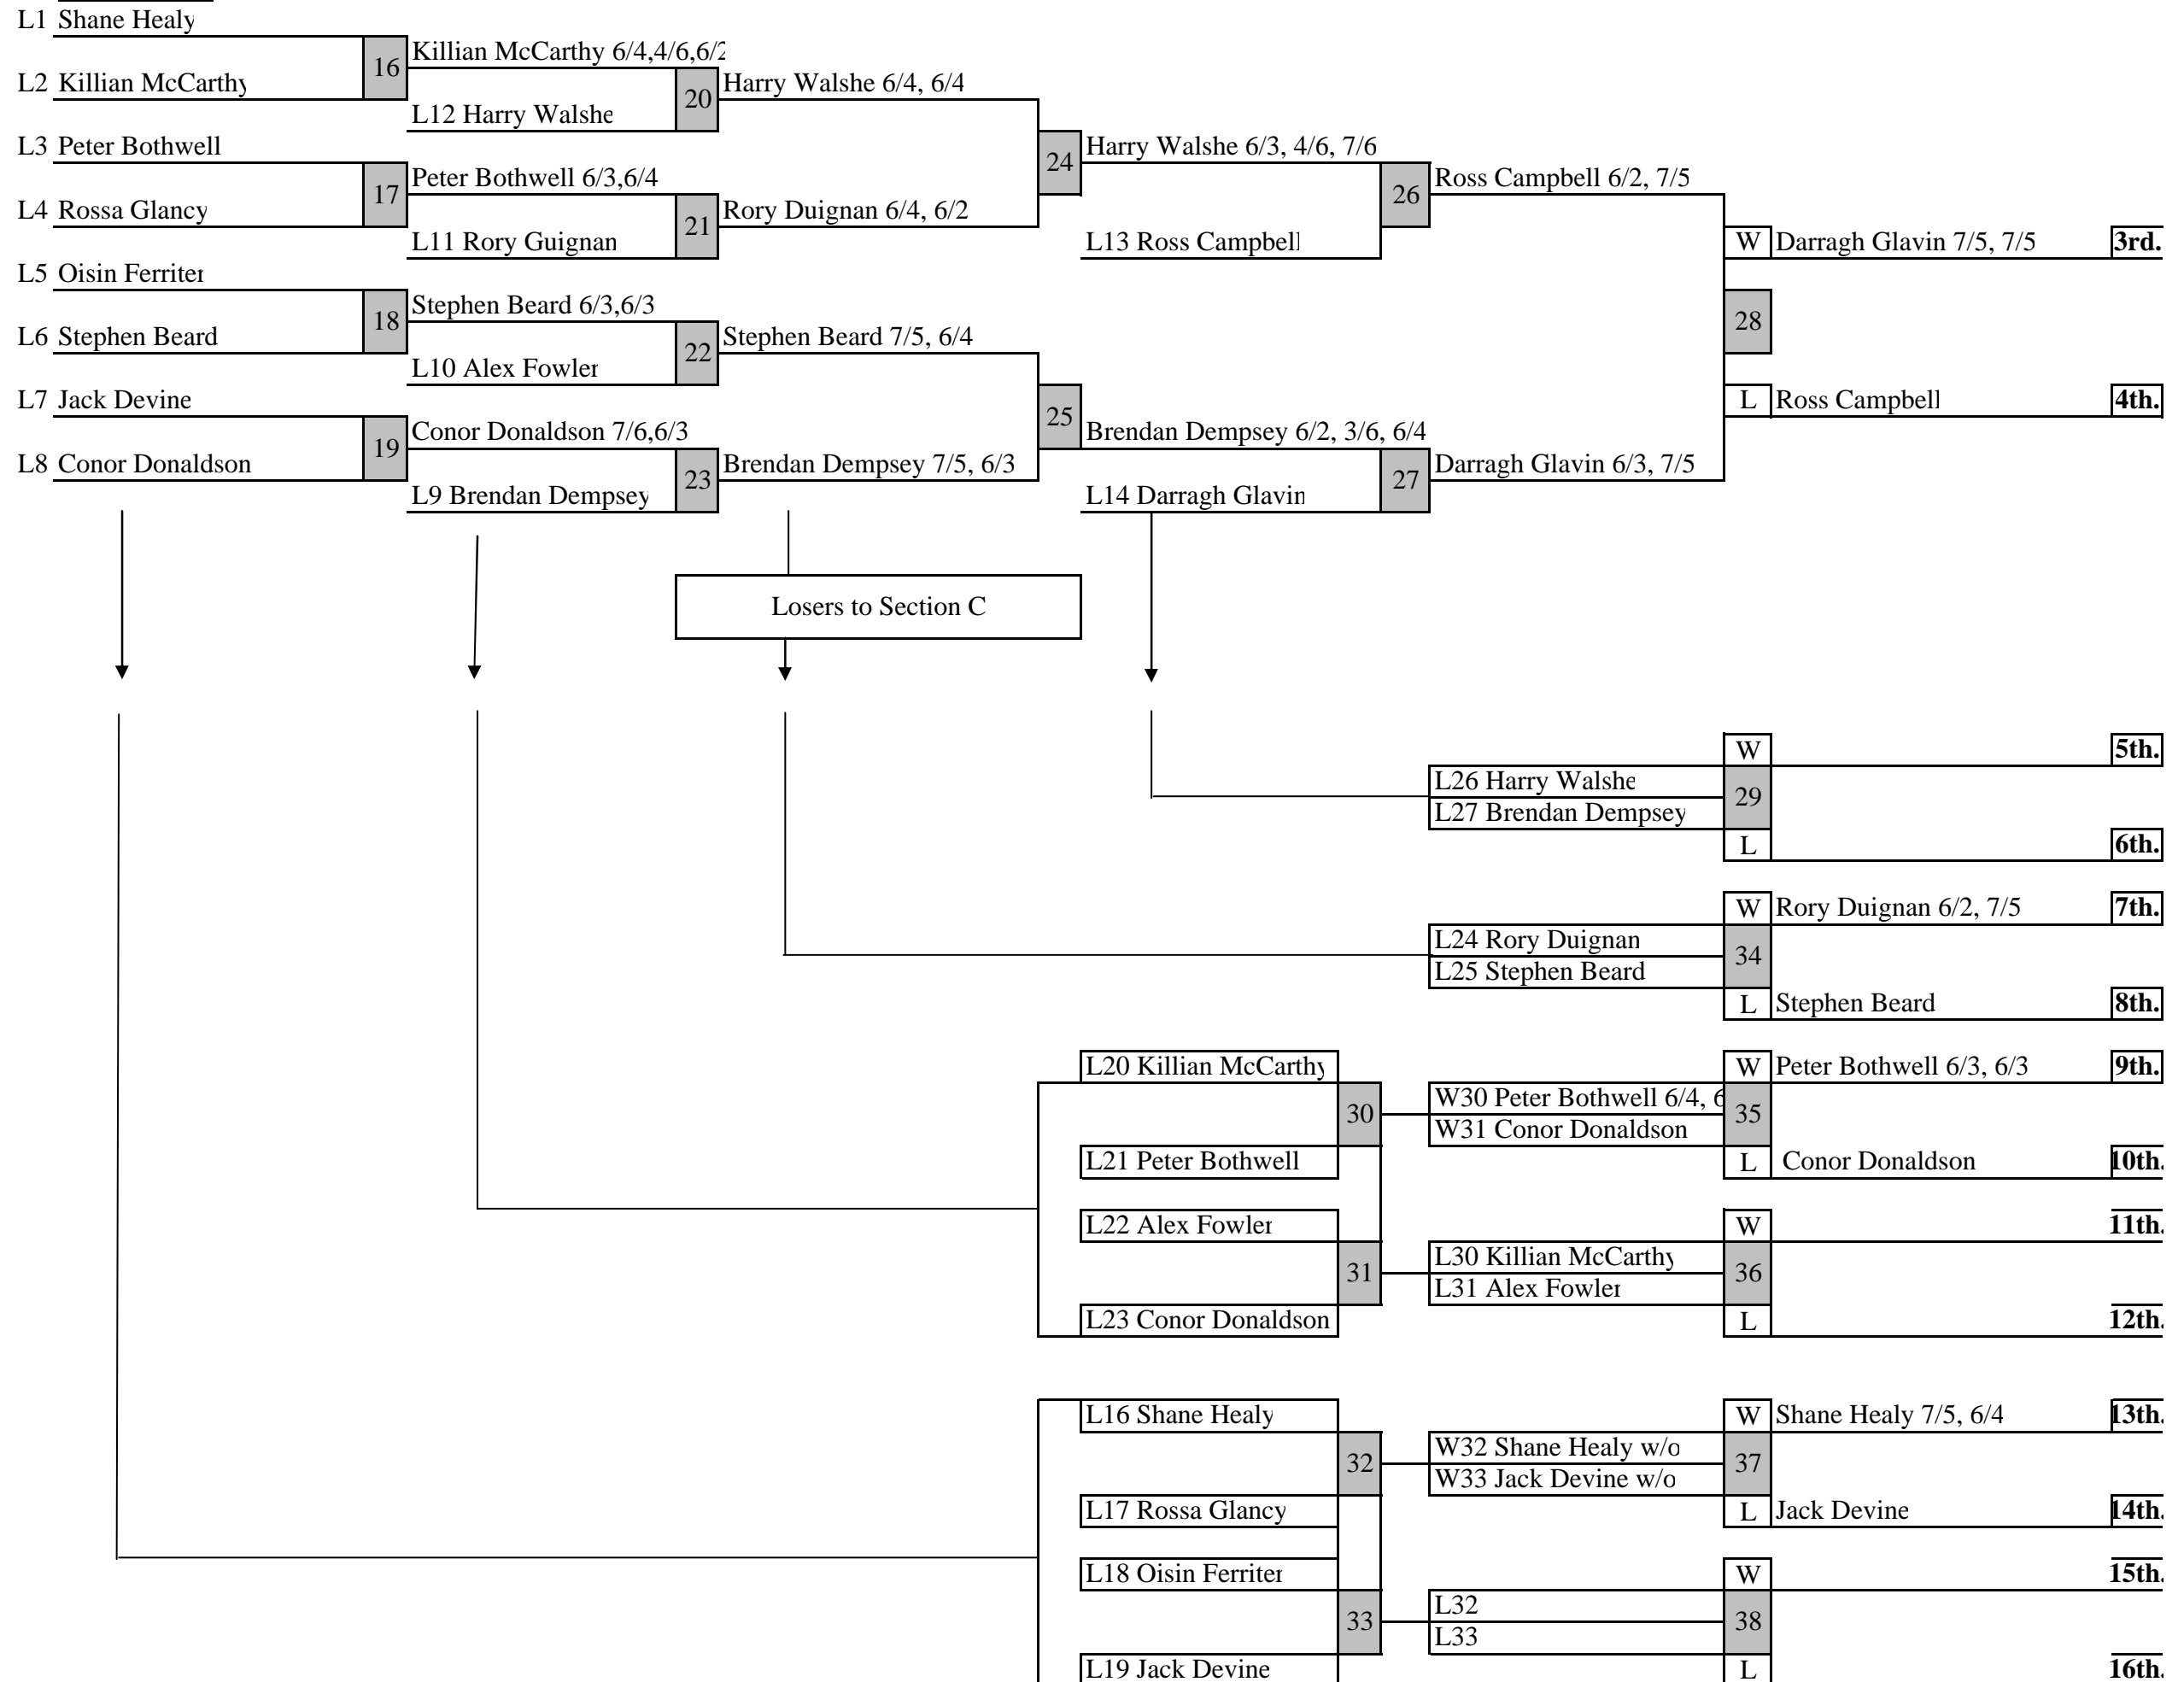 L1 Shane Healy
16
Killian McCarthy 6/4,4/6,6/2
L2 Killian McCarthy
20
Harry Walshe 6/4, 6/4
L12 Harry Walshe
L3 Peter Bothwell
24
Harry Walshe 6/3, 4/6, 7/6
17
Peter Bothwell 6/3,6/4
26
Ross Campbell 6/2, 7/5
L4 Rossa Glancy
21
Rory Duignan 6/4, 6/2
L11 Rory Guignan
L13 Ross Campbell
W Darragh Glavin 7/5, 7/5 3rd.
L5 Oisin Ferriter
18
Stephen Beard 6/3,6/3
28
L6 Stephen Beard
22
Stephen Beard 7/5, 6/4
L10 Alex Fowler
L7 Jack Devine
L Ross Campbell 4th.
25
19
Conor Donaldson 7/6,6/3
Brendan Dempsey 6/2, 3/6, 6/4
L8 Conor Donaldson
23
Brendan Dempsey 7/5, 6/3
27
Darragh Glavin 6/3, 7/5
L9 Brendan Dempsey
L14 Darragh Glavin
Losers to Section C
W 5th.
L26 Harry Walshe
29
L27 Brendan Dempsey
L 6th.
W Rory Duignan 6/2, 7/5 7th.
L24 Rory Duignan
34
L25 Stephen Beard
L Stephen Beard 8th.
L20 Killian McCarthy
W Peter Bothwell 6/3, 6/3 9th.
30
W30 Peter Bothwell 6/4, 6
35
W31 Conor Donaldson
L21 Peter Bothwell
L Conor Donaldson 10th.
L22 Alex Fowler
W 11th.
31
L30 Killian McCarthy
36
L31 Alex Fowler
L23 Conor Donaldson
L 12th.
L16 Shane Healy
W Shane Healy 7/5, 6/4 13th.
32
W32 Shane Healy w/o
37
W33 Jack Devine w/o
L17 Rossa Glancy
L Jack Devine 14th.
L18 Oisin Ferriter
W 15th.
33
L32
38
L33
L19 Jack Devine
L 16th.